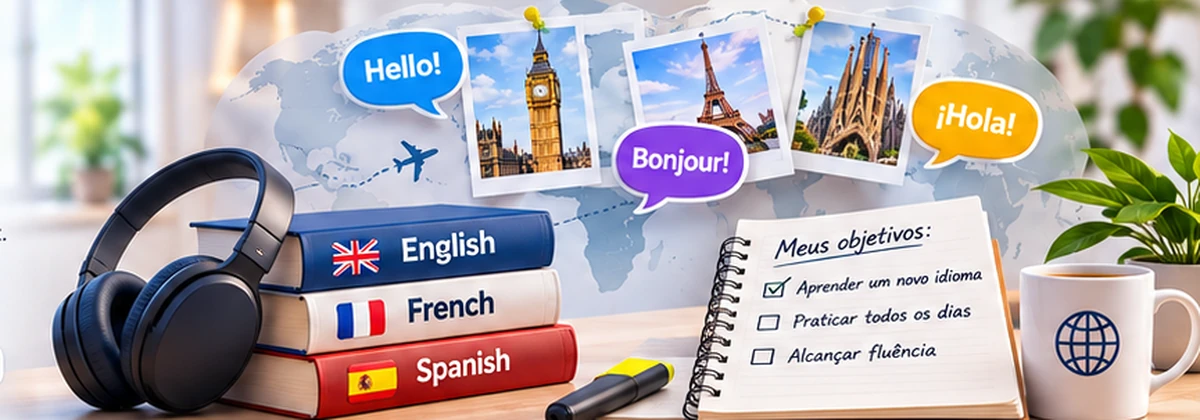 Hello!
Bonjour!
¡Hola!
English
French
Spanish
Meus objetivos:
Aprender um novo idioma
Praticar todos os dias
Alcançar fluência